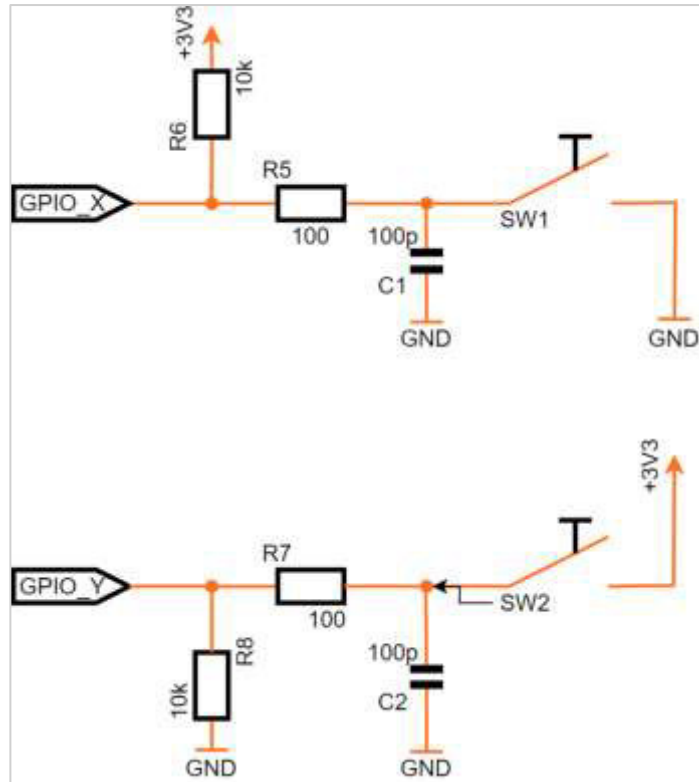 +3V3
10k
R6
GPIO_X
R5
100
100p
C1
SW1
GND
GND
+3V3
GPIO_Y
R7
100
SW2
R8
10k
100p
C2
GND
GND